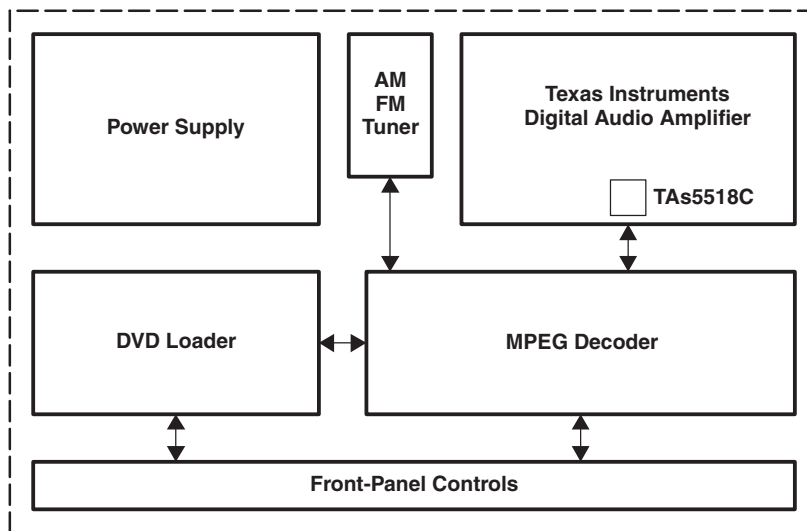 Power Supply
AM
FM
Tuner
Texas Instruments
Digital Audio Amplifier
TAs5518C
DVD Loader
MPEG Decoder
Front-Panel Controls